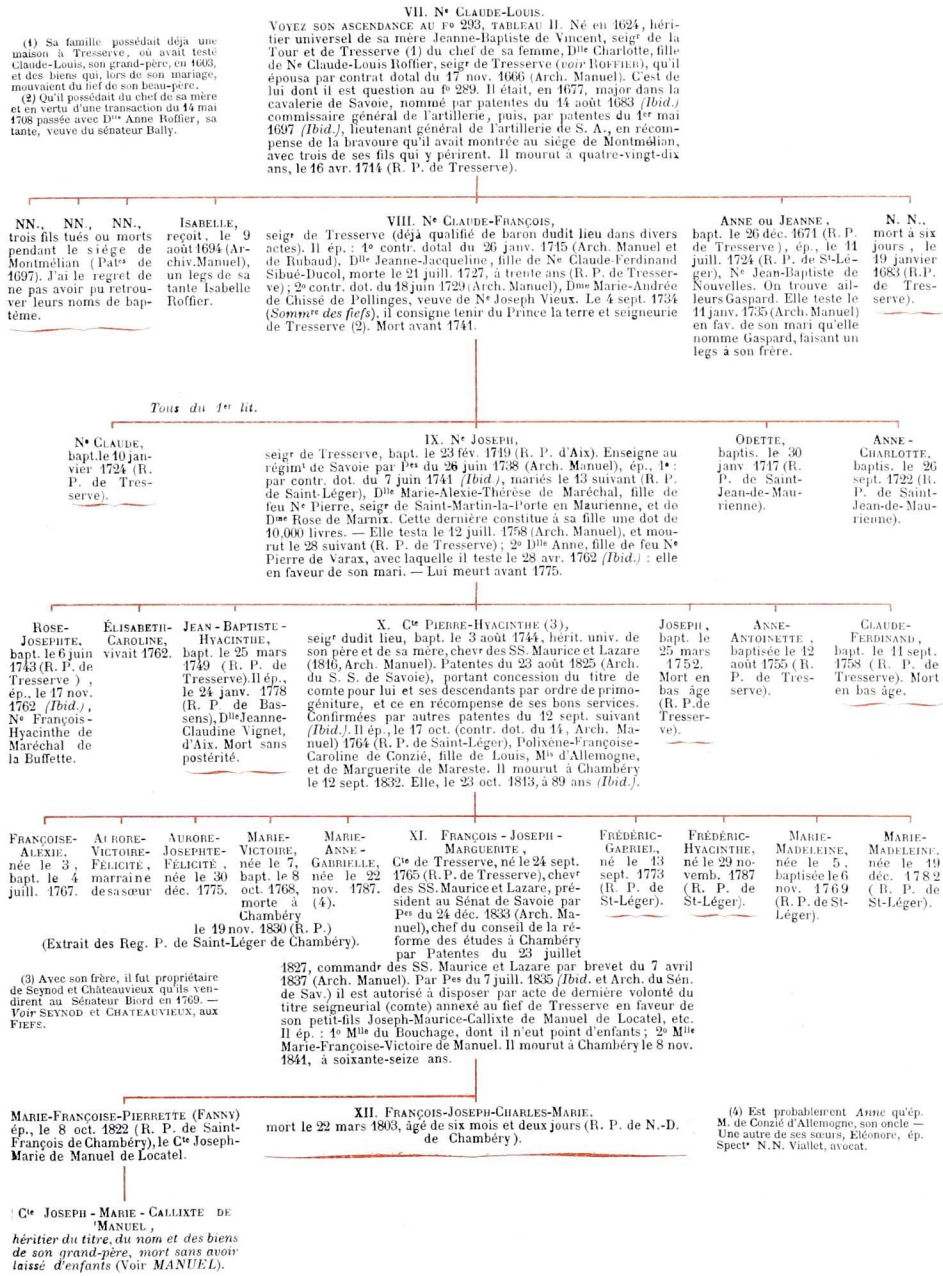 VII. Ne CLAUDE-LOUIS.
VOYEZ SON ASCENDANCE AU Fo 293, TABLEAU II. Né en 1624, héri-
tier universel de sa mère Jeanne-Baptiste de Vincent, seigr de la
Tour et de Tresserve (1) du chef de sa femme, Dlle Charlotte, fille
de Ne Claude-Louis Roffier, seigr de Tresserve (voir ROFFIER), qu'il
épousa par contrat dotal du 17 nov. 1666 (Arch. Manuel). C'est de
lui dont il est question au fo 289. Il était, en 1677, major dans la
cavalerie de Savoie, nommé par patentes du 14 août 1683 (Ibid.)
commissaire général de l'artillerie, puis, par patentes du 1er mai
1697 (Ibid.), lieutenant général de l'artillerie de S. A., en récom-
pense de la bravoure qu'il avait montrée au siége de Montmélian,
avec trois de ses fils qui y périrent. Il mourut à quatre-vingt-dix
ans, le 16 avr. 1714 (R. P. de Tresserve).
(1) Sa famille possédait déjà une
maison à Tresserve, où avait testé
Claude-Louis, son grand-père, en 1603,
et des biens qui, lors de son mariage,
mouvaient du fief de son beau-père.
(2) Qu'il possédait du chef de sa mère
et en vertu d'une transaction du 14 mai
1708 passée avec Dlle Anne Roffier, sa
tante, veuve du sénateur Bally.
NN., NN., NN.,
trois fils tués ou morts
pendant le siége de
Montmélian (Pates de
1697). J'ai le regret de
ne pas avoir pu retrou-
ver leurs noms de bap-
tême.
ISABELLE,
reçoit, le 9
août 1694 (Ar-
chiv. Manuel),
un legs de sa
tante Isabelle
Roffier.
VIII. Ne CLAUDE-FRANÇOIS,
seigr de Tresserve (déjà qualifié de baron dudit lieu dans divers
actes). Il ép. : 1o contr. dotal du 26 janv. 1715 (Arch. Manuel et
de Rubaud), Dlle Jeanne-Jacqueline, fille de Ne Claude-Ferdinand
Sibué-Ducol, morte le 21 juill. 1727, à trente ans (R. P. de Tresser-
ve) ; 2o contr. dot. du 18 juin 1729 (Arch. Manuel), Dme Marie-Andrée
de Chissé de Pollinges, veuve de Ne Joseph Vieux. Le 4 sept. 1734
(Sommre des fiefs), il consigne tenir du Prince la terre et seigneurie
de Tresserve (2). Mort avant 1741.
ANNE OU JEANNE,
bapt. le 26 déc. 1671 (R. P.
de Tresserve), ép., le 11
juill. 1724 (R. P. de St-Lé-
ger), Ne Jean-Baptiste de
Nouvelles. On trouve ail-
leurs Gaspard. Elle teste le
11 janv. 1735 (Arch. Manuel)
en fav. de son mari qu'elle
nomme Gaspard, faisant un
legs à son frère.
N. N.,
mort à six
jours, le
19 janvier
1683 (R.P.
de Tres-
serve).
Tous du 1er lit.
Ne CLAUDE,
bapt. le 10 jan-
vier 1724 (R.
P. de Tres-
serve).
IX. Ne JOSEPH,
seigr de Tresserve, bapt. le 23 fév. 1719 (R. P. d'Aix). Enseigne au
régimt de Savoie par Pes du 26 juin 1738 (Arch. Manuel), ép., 1o :
par contr. dot. du 7 juin 1741 (Ibid.), mariés le 13 suivant (R. P.
de Saint-Léger), Dlle Marie-Alexie-Thérèse de Maréchal, fille de
feu Ne Pierre, seigr de Saint-Martin-la-Porte en Maurienne, et de
Dme Rose de Marnix. Cette dernière constitue à sa fille une dot de
10,000 livres. — Elle testa le 12 juill. 1758 (Arch. Manuel), et mou-
rut le 28 suivant (R. P. de Tresserve) ; 2o Dlle Anne, fille de feu Ne
Pierre de Varax, avec laquelle il teste le 28 avr. 1762 (Ibid.) : elle
en faveur de son mari. — Lui meurt avant 1775.
ODETTE,
baptis. le 30
janv 1717 (R.
P. de Saint-
Jean-de-Mau-
rienne).
ANNE-
CHARLOTTE,
baptis. le 26
sept. 1722 (R.
P. de Saint-
Jean-de-Mau-
rienne).
ROSE-
JOSEPHTE,
bapt. le 6 juin
1743 (R. P. de
Tresserve),
ép., le 17 nov.
1762 (Ibid.),
Ne François-
Hyacinthe de
Maréchal de
la Buffette.
ÉLISABETH-
CAROLINE,
vivait 1762.
JEAN-BAPTISTE-
HYACINTHE,
bapt. le 25 mars
1749 (R. P. de
Tresserve). Il ép.,
le 24 janv. 1778
(R. P. de Bas-
sens), Dlle Jeanne-
Claudine Vignet,
d'Aix. Mort sans
postérité.
X. Cte PIERRE-HYACINTHE (3),
seigr dudit lieu, bapt. le 3 août 1744, hérit. univ. de
son père et de sa mère, chevr des SS. Maurice et Lazare
(1816, Arch. Manuel). Patentes du 23 août 1825 (Arch.
du S. S. de Savoie), portant concession du titre de
comte pour lui et ses descendants par ordre de primo-
géniture, et ce en récompense de ses bons services.
Confirmées par autres patentes du 12 sept. suivant
(Ibid.). Il ép., le 17 oct. (contr. dot. du 14, Arch. Ma-
nuel) 1764 (R. P. de Saint-Léger), Polixène-Françoise-
Caroline de Conzié, fille de Louis, Mis d'Allemogne,
et de Marguerite de Mareste. Il mourut à Chambéry
le 12 sept. 1832. Elle, le 23 oct. 1813, à 89 ans (Ibid.).
JOSEPH,
bapt. le
25 mars
1752.
Mort en
bas âge
(R. P. de
Tresser-
ve).
ANNE-
ANTOINETTE,
baptisée le 12
août 1755 (R.
P. de Tres-
serve).
CLAUDE-
FERDINAND,
bapt. le 11 sept.
1758 (R. P. de
Tresserve). Mort
en bas âge.
FRANÇOISE-
ALEXIE,
née le 3,
bapt. le 4
juill. 1767.
AURORE-
VICTOIRE-
FÉLICITÉ,
marraine
de sa sœur
AURORE-
JOSEPHTE-
FÉLICITÉ,
née le 30
déc. 1775.
MARIE-
VICTOIRE,
née le 7,
bapt. le 8
oct. 1768,
morte à
Chambéry
le 19 nov. 1830 (R. P.)
MARIE-
ANNE-
GABRIELLE,
née le 22
nov. 1787.
(4).
(Extrait des Reg. P. de Saint-Léger de Chambéry).
XI. FRANÇOIS-JOSEPH-
MARGUERITE,
Cte de Tresserve, né le 24 sept.
1765 (R. P. de Tresserve), chevr
des SS. Maurice et Lazare, pré-
sident au Sénat de Savoie par
Pes du 24 déc. 1833 (Arch. Ma-
nuel), chef du conseil de la ré-
forme des études à Chambéry
par Patentes du 23 juillet
1827, commandr des SS. Maurice et Lazare par brevet du 7 avril
1837 (Arch. Manuel). Par Pes du 7 juill. 1835 (Ibid. et Arch. du Sén.
de Sav.) il est autorisé à disposer par acte de dernière volonté du
titre seigneurial (comte) annexé au fief de Tresserve en faveur de
son petit-fils Joseph-Maurice-Callixte de Manuel de Locatel, etc.
Il ép. : 1o Mlle du Bouchage, dont il n'eut point d'enfants ; 2o Mlle
Marie-Françoise-Victoire de Manuel. Il mourut à Chambéry le 8 nov.
1841, à soixante-seize ans.
FRÉDÉRIC-
GABRIEL,
né le 13
sept. 1773
(R. P. de
St-Léger).
FRÉDÉRIC-
HYACINTHE,
né le 29 no-
vemb. 1787
(R. P. de
St-Léger).
MARIE-
MADELEINE,
née le 5,
baptisée le 6
nov. 1769
(R. P. de St-
Léger).
MARIE-
MADELEINE,
née le 19
déc. 1782
(R. P. de
St-Léger).
(3) Avec son frère, il fut propriétaire
de Seynod et Châteauvieux qu'ils ven-
dirent au Sénateur Biord en 1769. —
Voir SEYNOD et CHATEAUVIEUX, aux
FIEFS.
MARIE-FRANÇOISE-PIERRETTE (FANNY)
ép., le 8 oct. 1822 (R. P. de Saint-
François de Chambéry), le Cte Joseph-
Marie de Manuel de Locatel.
XII. FRANÇOIS-JOSEPH-CHARLES-MARIE,
mort le 22 mars 1803, âgé de six mois et deux jours (R. P. de N.-D.
de Chambéry).
(4) Est probablement Anne qu'ép.
M. de Conzié d'Allemogne, son oncle —
Une autre de ses sœurs, Eléonore, ép.
Specte N.N. Viallet, avocat.
Cte JOSEPH-MARIE-CALLIXTE DE
MANUEL,
héritier du titre, du nom et des biens
de son grand-père, mort sans avoir
laissé d'enfants (Voir MANUEL).